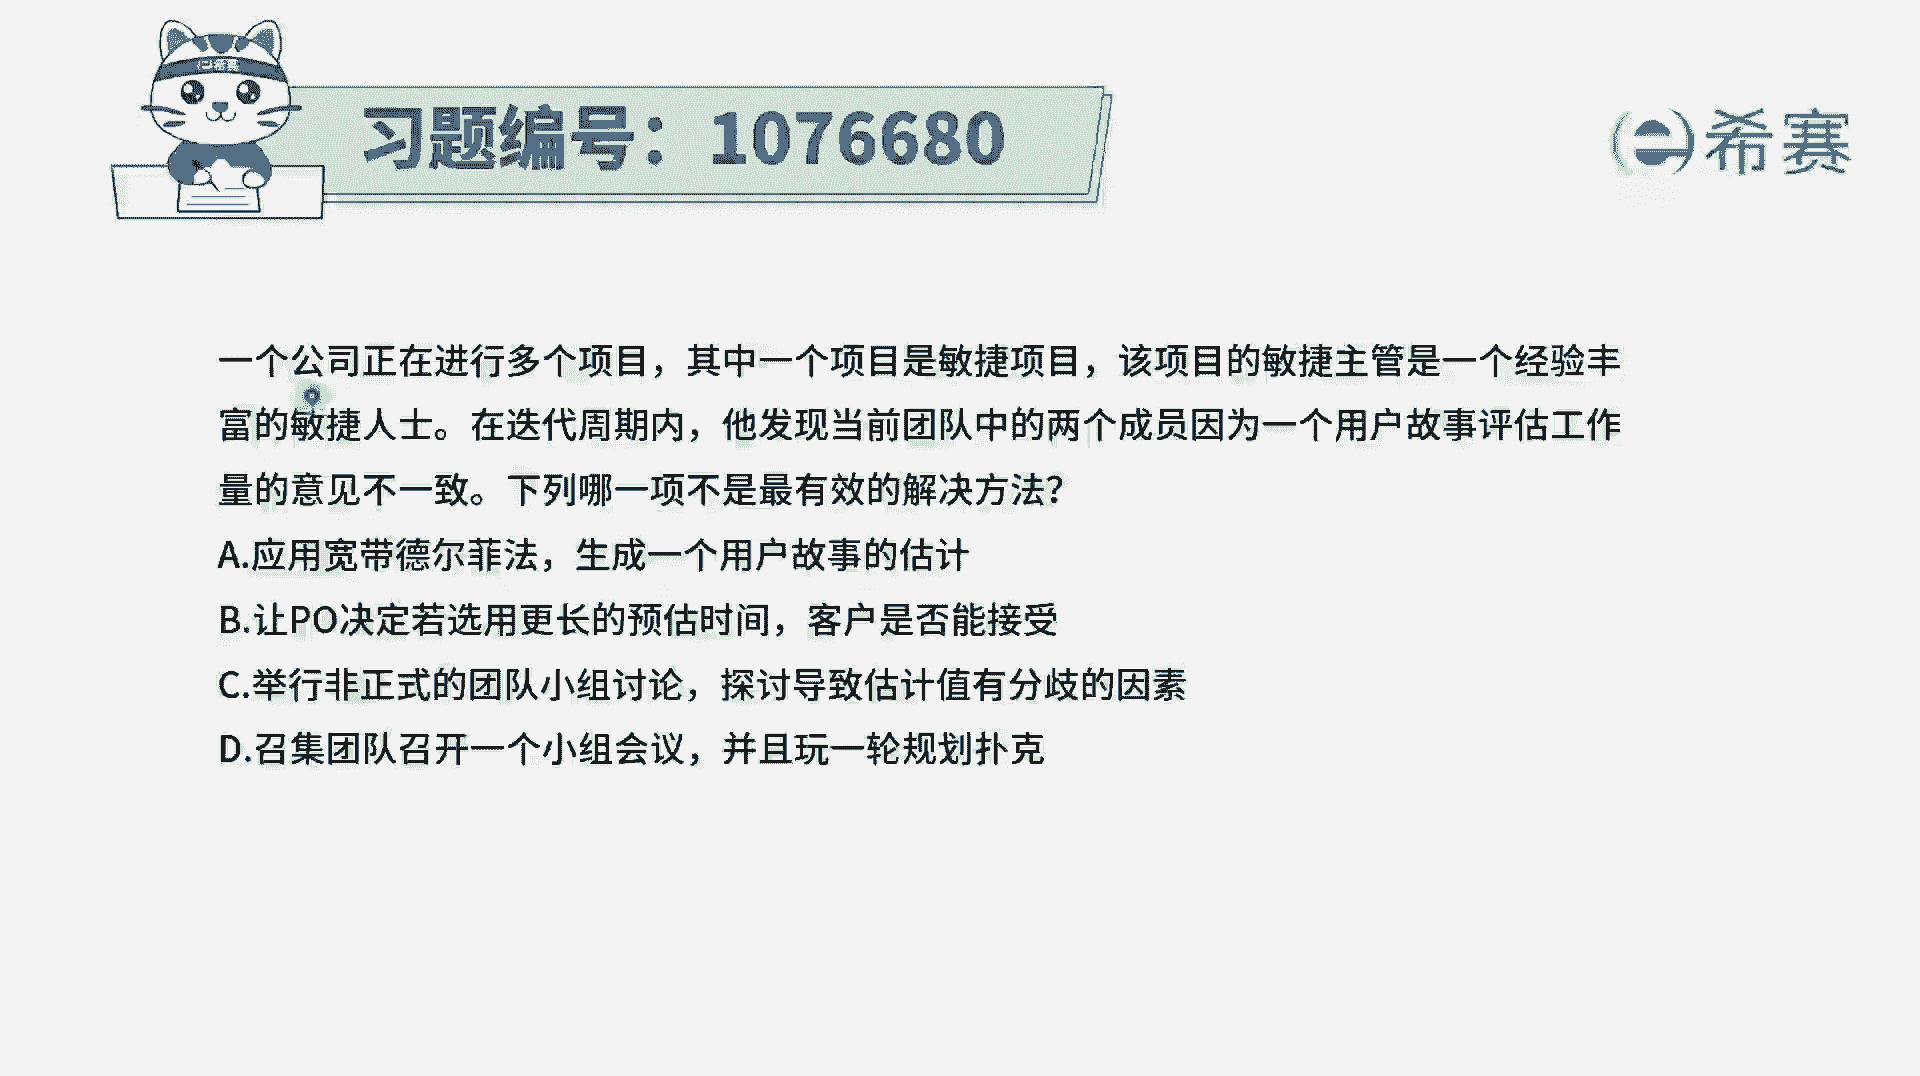 习题编号：1076680
希赛
一个公司正在进行多个项目，其中一个项目是敏捷项目，该项目的敏捷主管是一个经验丰
富的敏捷人士。在迭代周期内，他发现当前团队中的两个成员因为一个用户故事评估工作
量的意见不一致。下列哪一项不是最有效的解决方法？
A.应用宽带德尔菲法，生成一个用户故事的估计
B.让PO决定若选用更长的预估时间，客户是否能接受
C.举行非正式的团队小组讨论，探讨导致估计值有分歧的因素
D.召集团队召开一个小组会议，并且玩一轮规划扑克